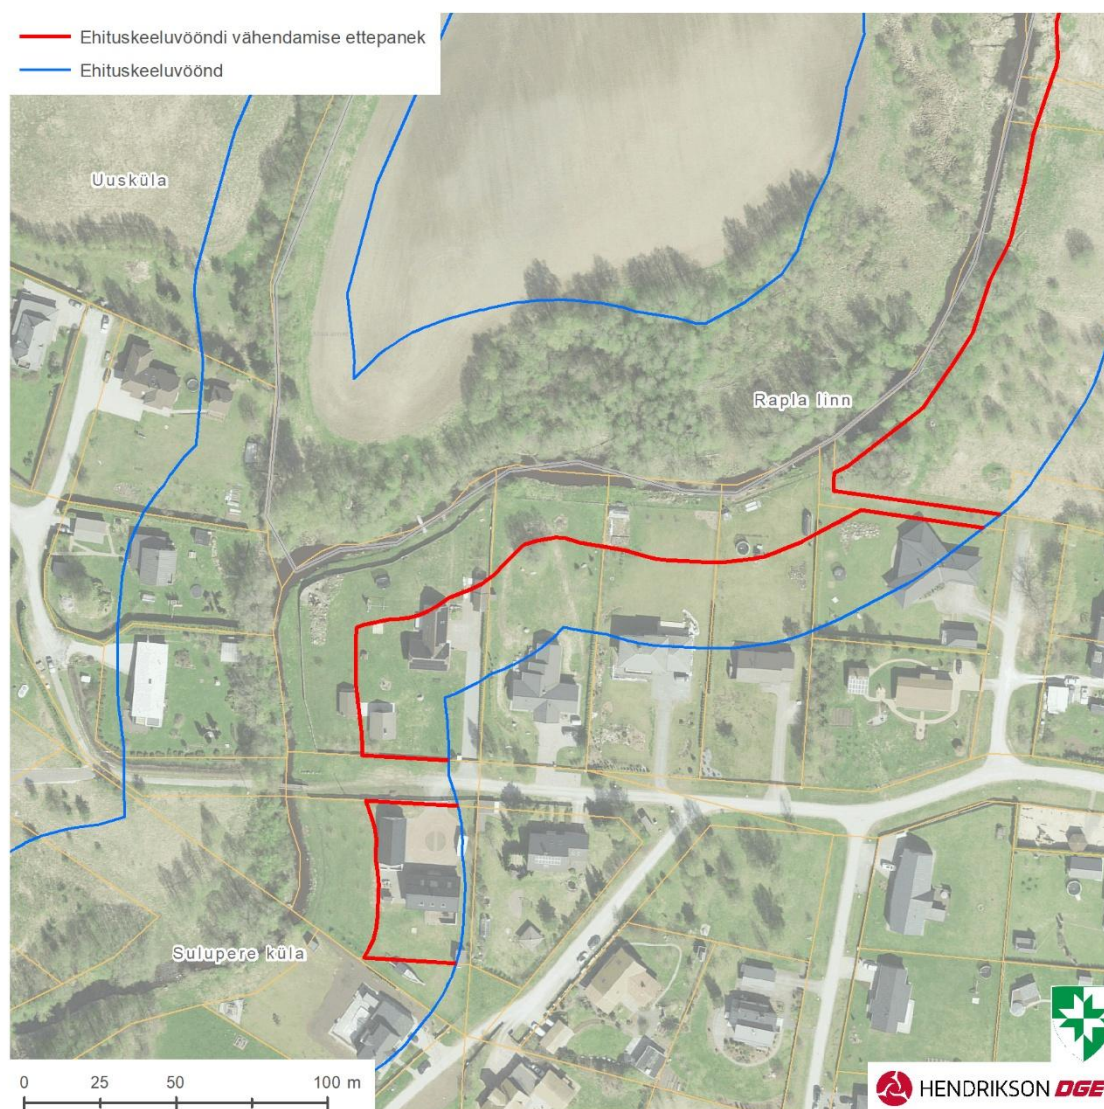 Ehituskeeluvööndi vähendamise ettepanek
Ehituskeeluvöönd
Uusküla
Rapla linn
Sulupere küla
0 25 50 100 m
HENDRIKSON DGE